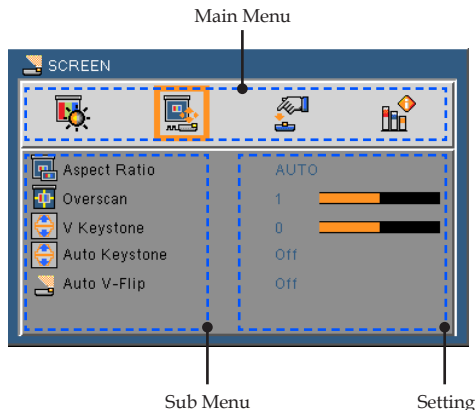 Main Menu
SCREEN
Aspect Ratio AUTO
Overscan 1
V Keystone 0
Auto Keystone Off
Auto V-Flip Off
Sub Menu Setting